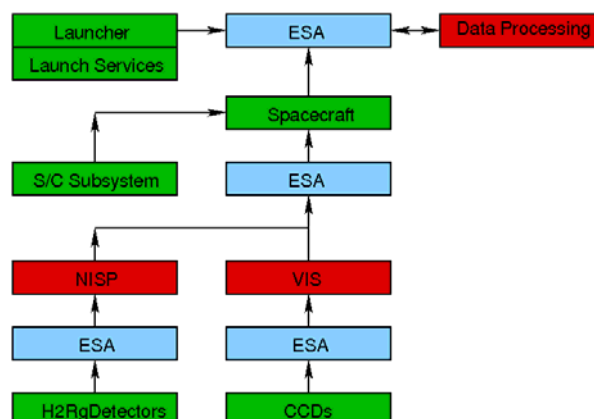 Launcher
ESA
Data Processing
Launch Services
Spacecraft
S/C Subsystem
ESA
NISP
VIS
ESA
ESA
H2RgDetectors
CCDs